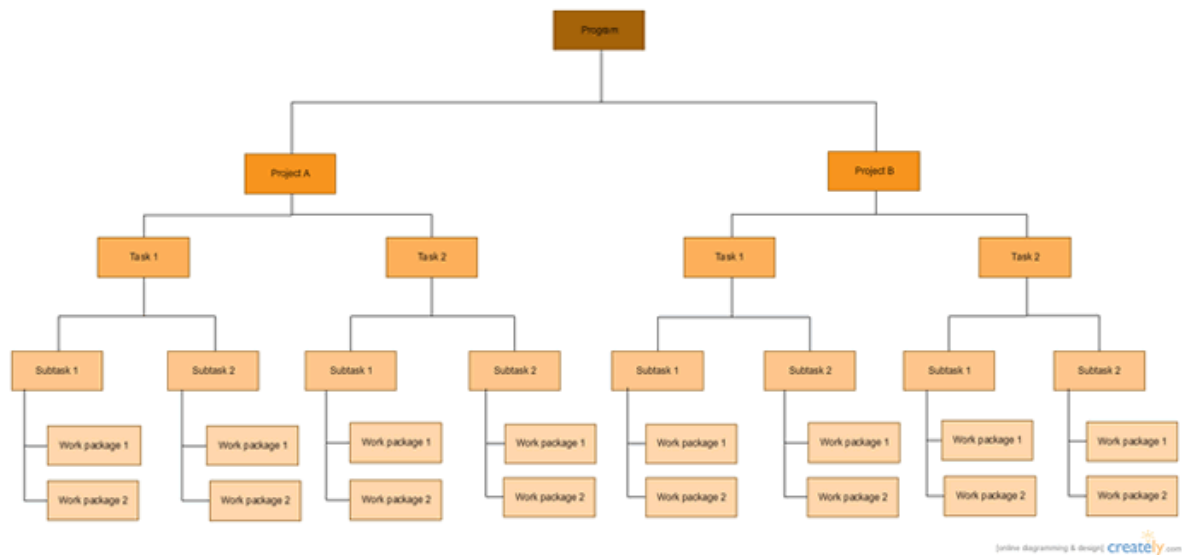 Program
Project A
Project B
Task 1
Task 2
Task 1
Task 2
Subtask 1
Subtask 2
Subtask 1
Subtask 2
Subtask 1
Subtask 2
Subtask 1
Subtask 2
Work package 1
Work package 1
Work package 1
Work package 1
Work package 1
Work package 1
Work package 1
Work package 1
Work package 2
Work package 2
Work package 2
Work package 2
Work package 2
Work package 2
Work package 2
Work package 2
[online diagramming & design] creately.com